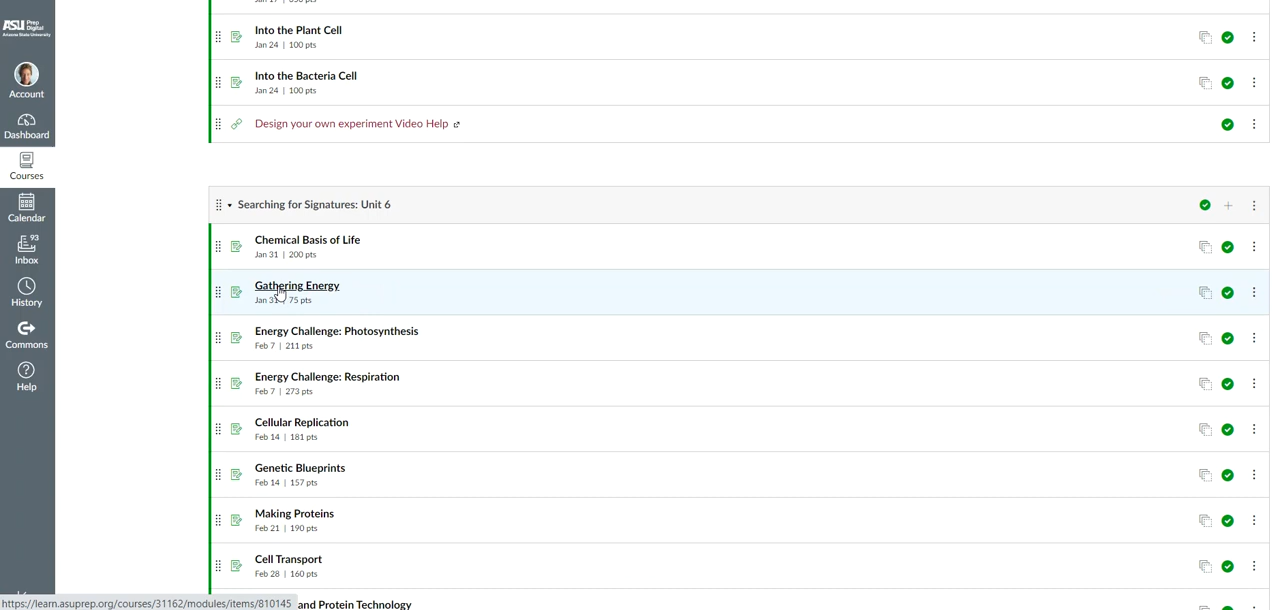 ASU Prep Digital
Arizona State University
Account
Dashboard
Courses
Calendar
93
Inbox
History
Commons
Help
Into the Plant Cell
Jan 24 | 100 pts
Into the Bacteria Cell
Jan 24 | 100 pts
Design your own experiment Video Help
Searching for Signatures: Unit 6
Chemical Basis of Life
Jan 31 | 200 pts
Gathering Energy
Jan 31 | 75 pts
Energy Challenge: Photosynthesis
Feb 7 | 211 pts
Energy Challenge: Respiration
Feb 7 | 273 pts
Cellular Replication
Feb 14 | 181 pts
Genetic Blueprints
Feb 14 | 157 pts
Making Proteins
Feb 21 | 190 pts
Cell Transport
Feb 28 | 160 pts
and Protein Technology
https://learn.asuprep.org/courses/31162/modules/items/810145